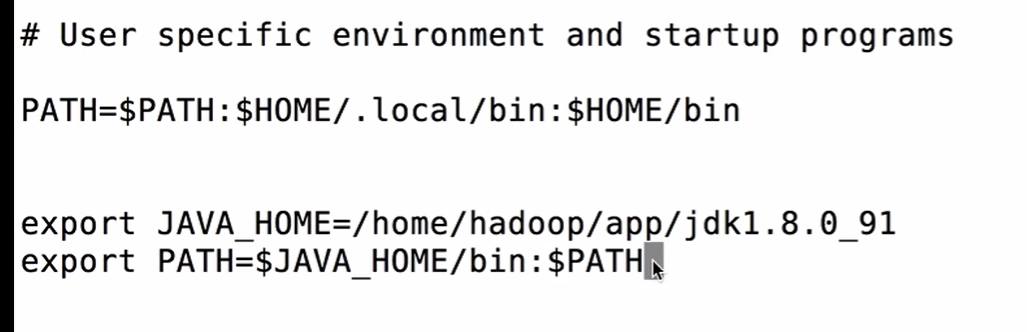 # User specific environment and startup programs
PATH=$PATH:$HOME/.local/bin:$HOME/bin
export JAVA_HOME=/home/hadoop/app/jdk1.8.0_91
export PATH=$JAVA_HOME/bin:$PATH